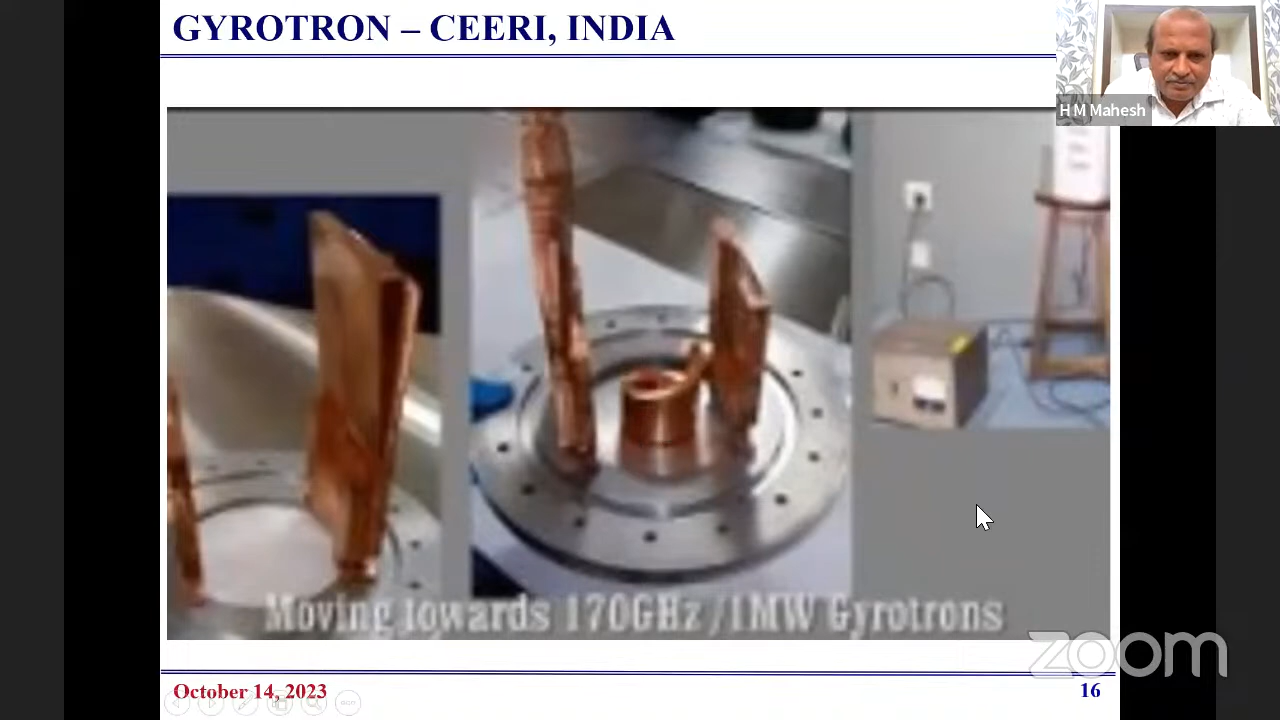 GYROTRON – CEERI, INDIA
H M Mahesh
Moving towards 170GHz /1MW Gyrotrons
zoom
October 14, 2023
16